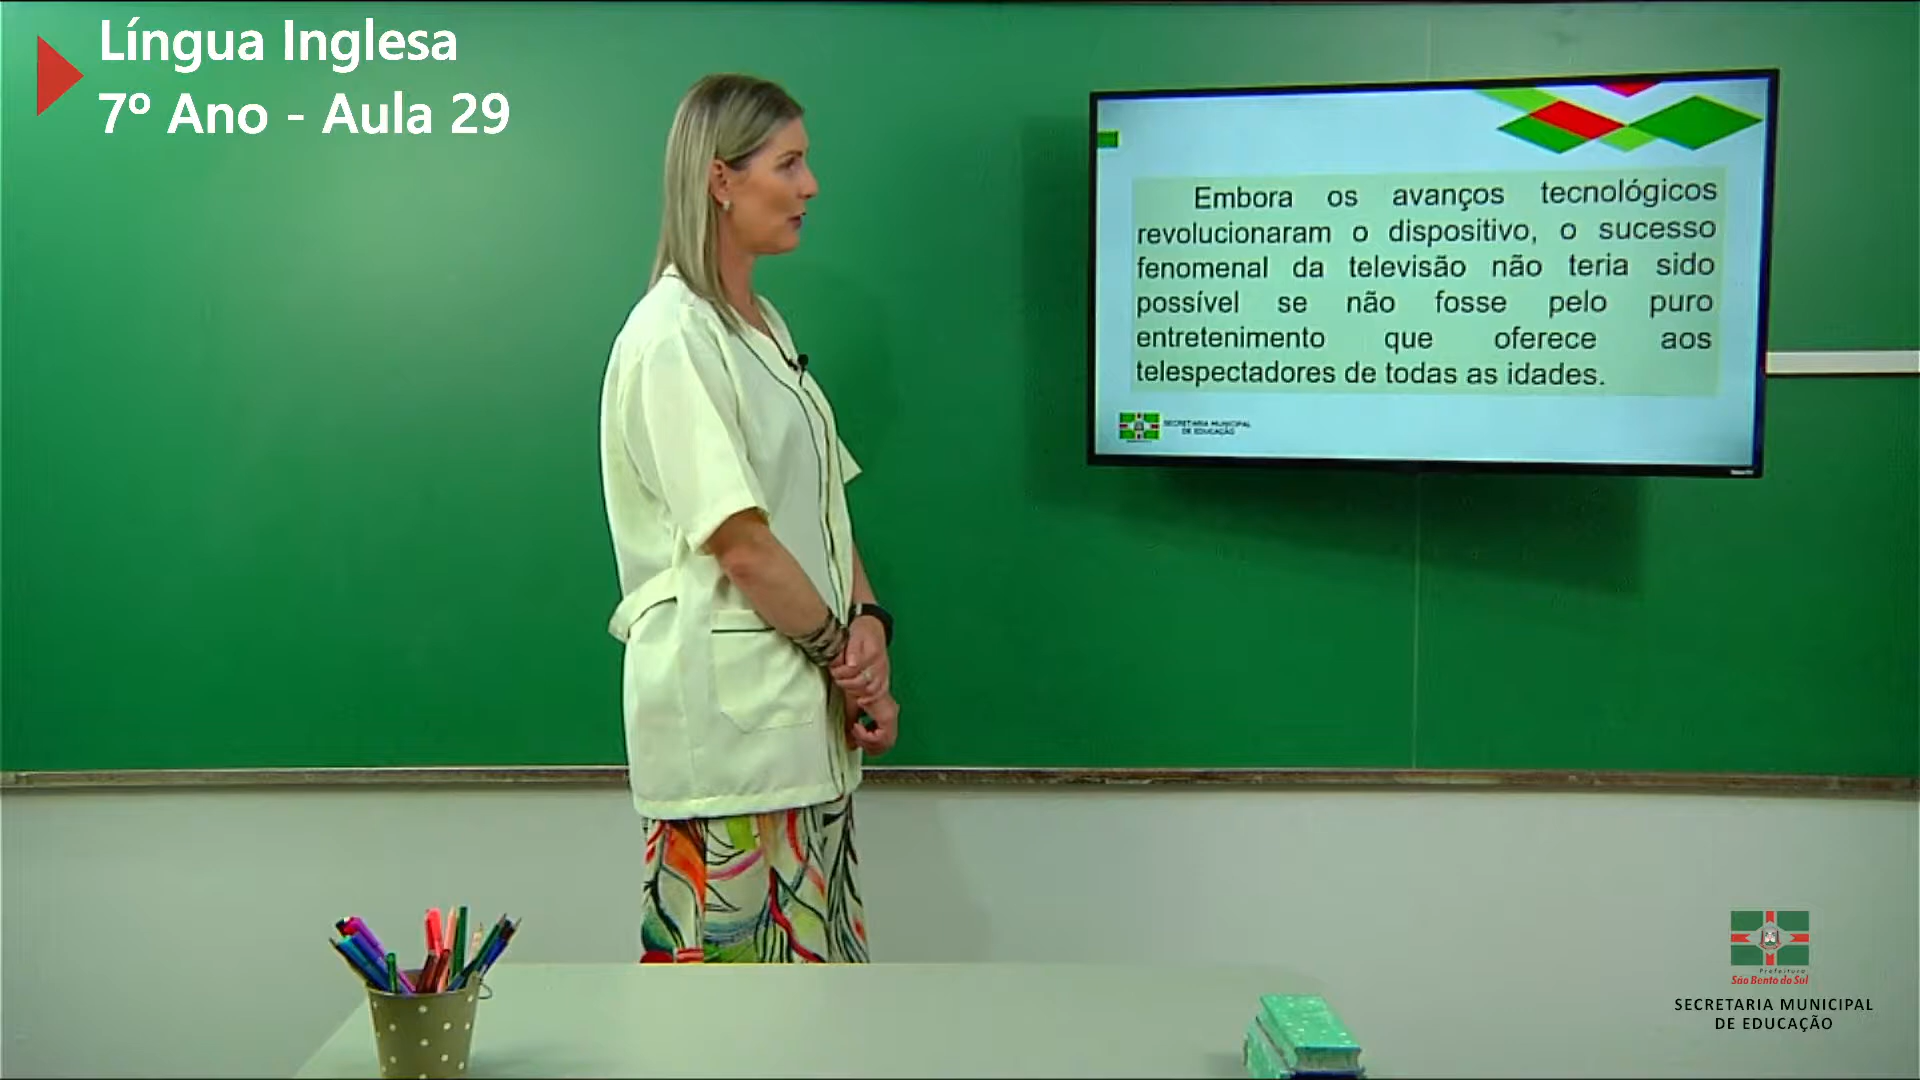 Língua Inglesa
7º Ano - Aula 29
Embora os avanços tecnológicos
revolucionaram o dispositivo, o sucesso
fenomenal da televisão não teria sido
possível se não fosse pelo puro
entretenimento que oferece aos
telespectadores de todas as idades.
SECRETARIA MUNICIPAL
DE EDUCAÇÃO
Prefeitura
São Bento do Sul
SECRETARIA MUNICIPAL
DE EDUCAÇÃO